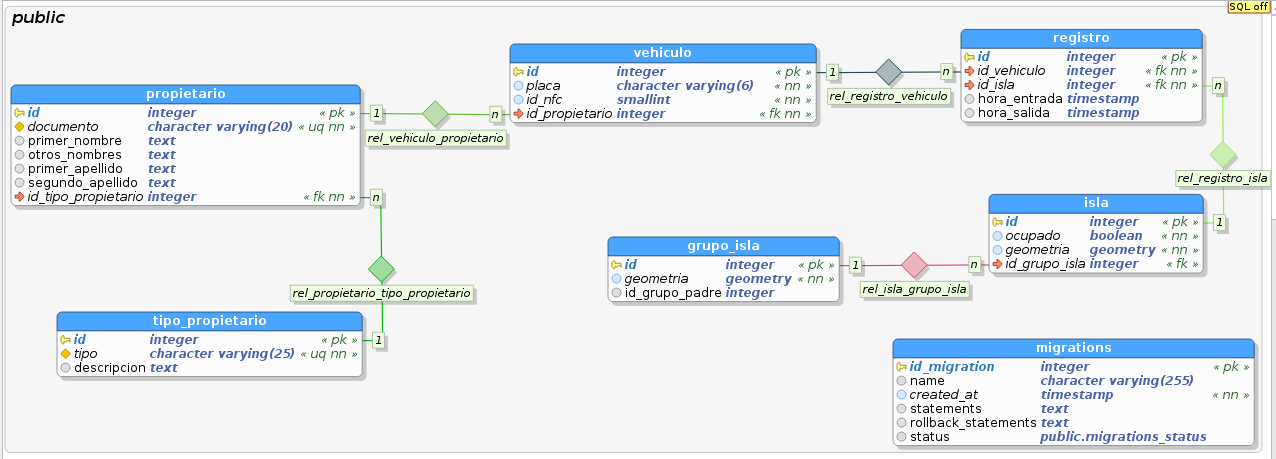 SQL off
public
propietario
id integer « pk »
documento character varying(20) « uq nn »
primer_nombre text
otros_nombres text
primer_apellido text
segundo_apellido text
id_tipo_propietario integer « fk nn »
1
n
rel_vehiculo_propietario
vehiculo
id integer « pk »
placa character varying(6) « nn »
id_nfc smallint « nn »
id_propietario integer « fk nn »
1
n
rel_registro_vehiculo
registro
id integer « pk »
id_vehiculo integer « fk nn »
id_isla integer « fk nn »
hora_entrada timestamp
hora_salida timestamp
n
rel_registro_isla
1
isla
id integer « pk »
ocupado boolean « nn »
geometria geometry « nn »
id_grupo_isla integer « fk »
n
rel_propietario_tipo_propietario
1
grupo_isla
id integer « pk »
geometria geometry « nn »
id_grupo_padre integer
1
n
rel_isla_grupo_isla
tipo_propietario
id integer « pk »
tipo character varying(25) « uq nn »
descripcion text
migrations
id_migration integer « pk »
name character varying(255)
created_at timestamp « nn »
statements text
rollback_statements text
status public.migrations_status